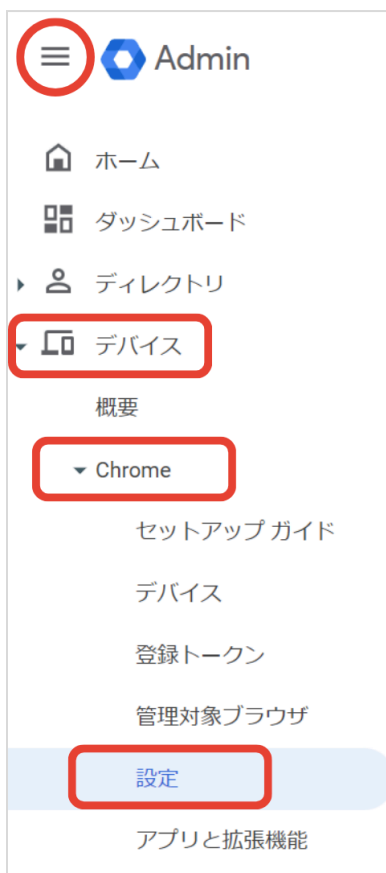 Admin
ホーム
ダッシュボード
ディレクトリ
デバイス
概要
Chrome
セットアップ ガイド
デバイス
登録トークン
管理対象ブラウザ
設定
アプリと拡張機能